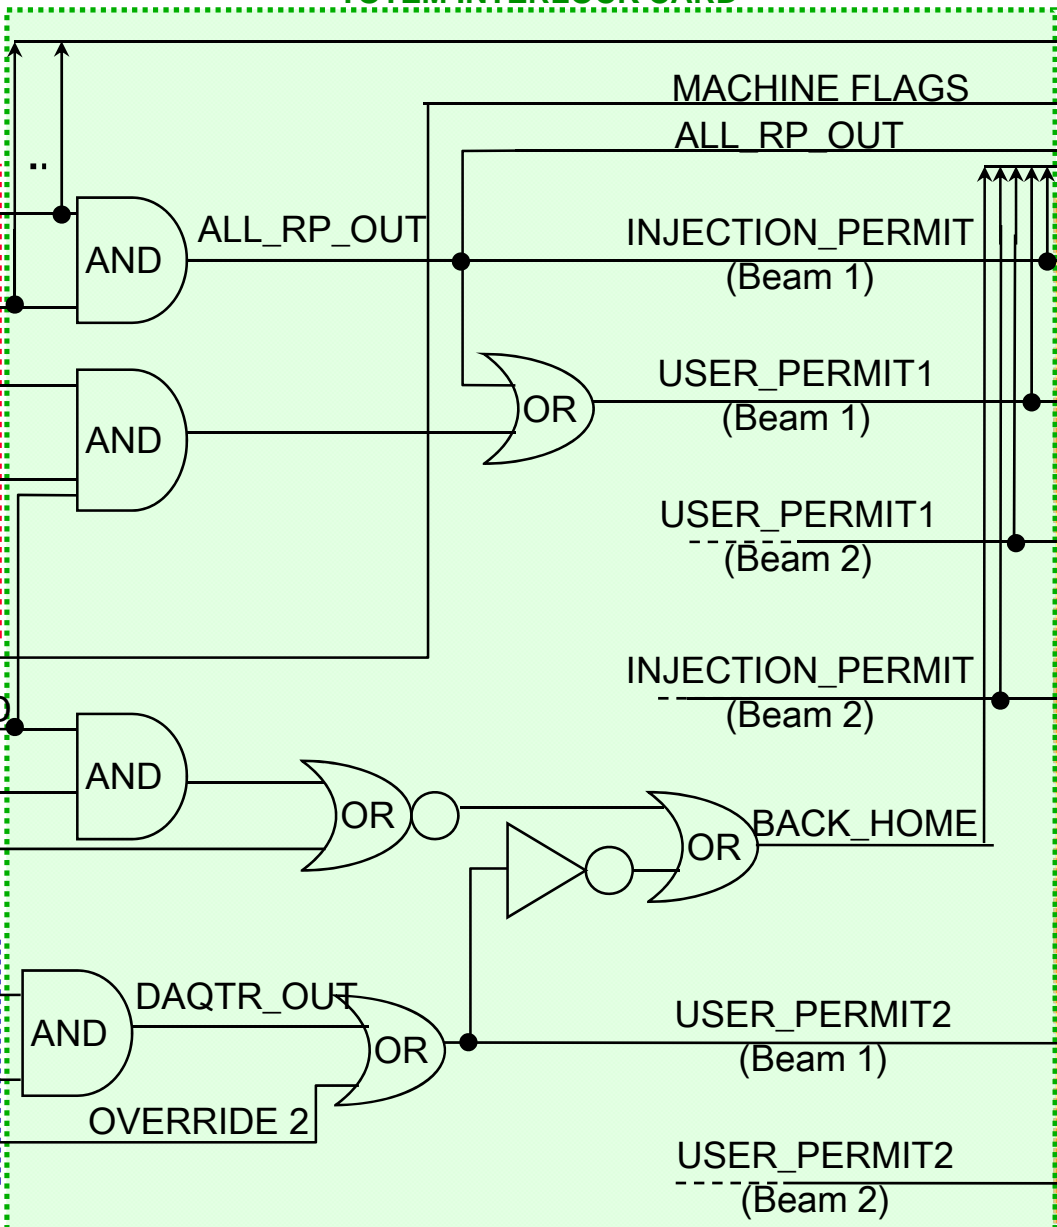 MACHINE FLAGS
ALL_RP_OUT
..
ALL_RP_OUT
INJECTION_PERMIT
(Beam 1)
AND
USER_PERMIT1
(Beam 1)
OR
AND
USER_PERMIT1
(Beam 2)
INJECTION_PERMIT
(Beam 2)
AND
OR
OR
BACK_HOME
DAQTR_OUT
AND
OR
USER_PERMIT2
(Beam 1)
OVERRIDE 2
USER_PERMIT2
(Beam 2)